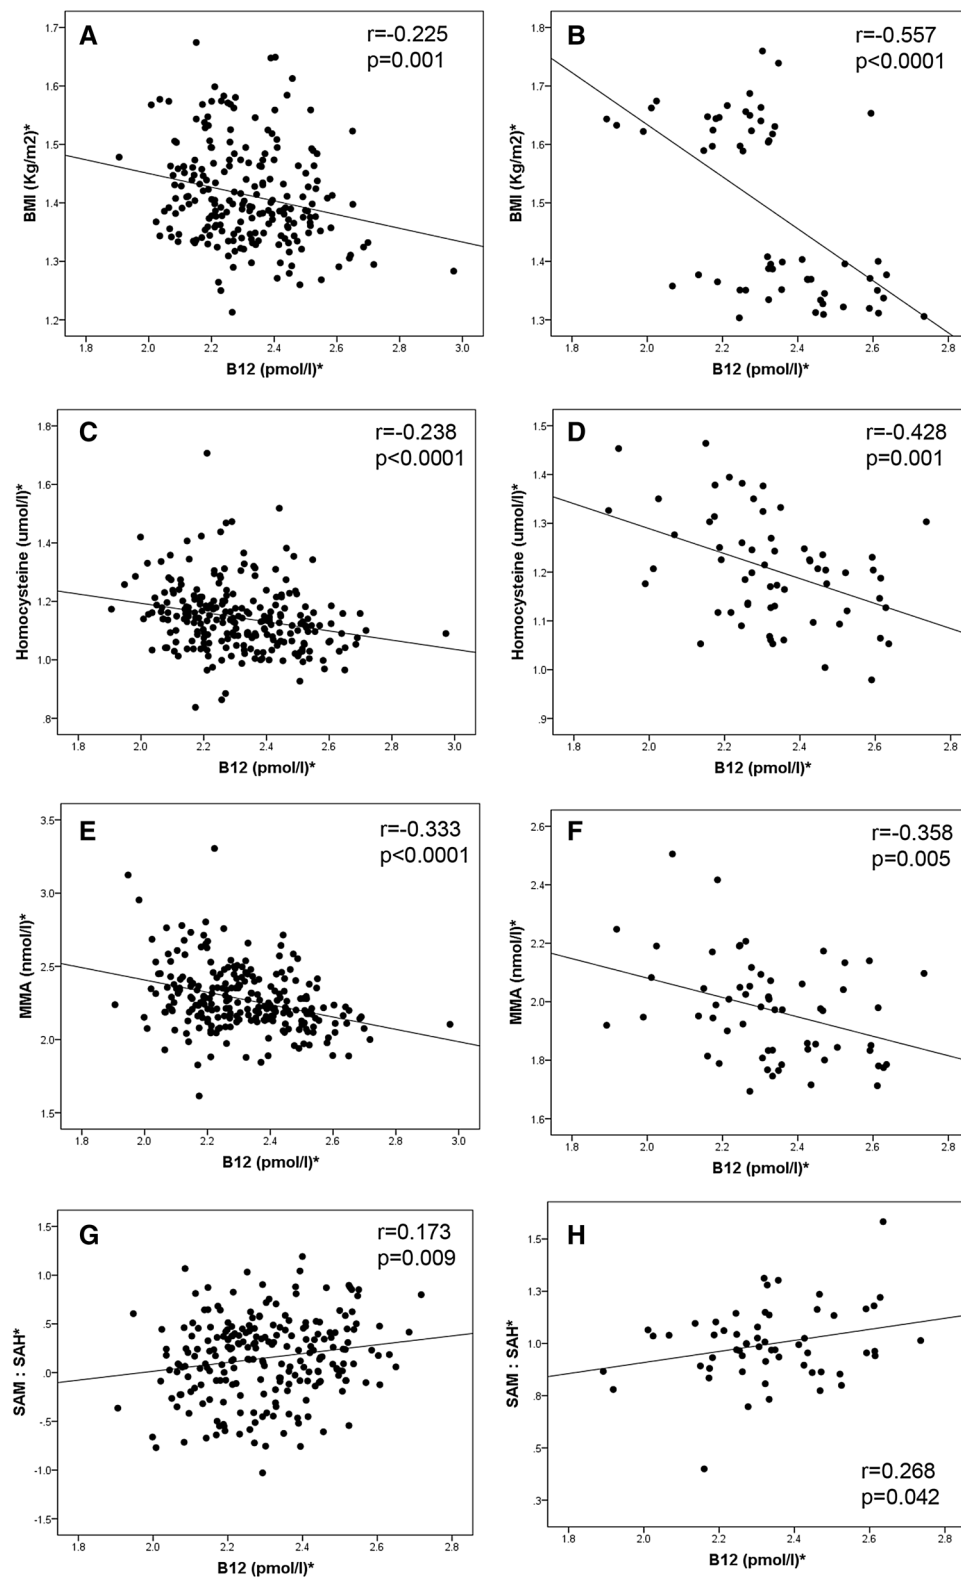 A
r=-0.225
p=0.001
BMI (Kg/m2)*
1.7
1.5
1.4
1.3
1.2
1.8 2.0 2.2 2.4 2.6 2.8 3.0
B12 (pmol/l)*
B
r=-0.557
p<0.0001
BMI (Kg/m2)*
1.8
1.7
1.6
1.5
1.4
1.3
1.8 2.0 2.2 2.4 2.6 2.8
B12 (pmol/l)*
C
r=-0.238
p<0.0001
Homocysteine (umol/l)*
1.8
1.6
1.4
1.2
1.0
.8
1.8 2.0 2.2 2.4 2.6 2.8 3.0
B12 (pmol/l)*
D
r=-0.428
p=0.001
Homocysteine (umol/l)*
1.5
1.4
1.3
1.2
1.1
1.0
.9
1.8 2.0 2.2 2.4 2.6 2.8
B12 (pmol/l)*
E
r=-0.333
p<0.0001
MMA (nmol/l)*
3.5
3.0
2.5
2.0
1.5
1.8 2.0 2.2 2.4 2.6 2.8 3.0
B12 (pmol/l)*
F
r=-0.358
p=0.005
MMA (nmol/l)*
2.6
2.4
2.2
2.0
1.8
1.6
1.8 2.0 2.2 2.4 2.6 2.8
B12 (pmol/l)*
G
r=0.173
p=0.009
SAM : SAH*
1.5
1.0
.5
.0
-.5
-1.0
-1.5
1.8 2.0 2.2 2.4 2.6 2.8
B12 (pmol/l)*
H
r=0.268
p=0.042
SAM : SAH*
1.5
1.3
1.0
.8
.5
.3
1.8 2.0 2.2 2.4 2.6 2.8
B12 (pmol/l)*